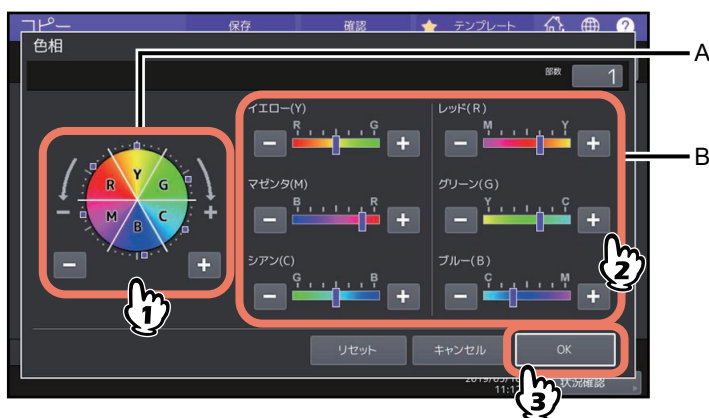 コピー 保存 確認 テンプレート ?
色相
A
部数 1
イエロー(Y) レッド(R)
R G M Y
- + - +
マゼンタ(M) グリーン(G)
B R Y C
- + - +
シアン(C) ブルー(B)
G B C M
- + - +
Y
R G
M C
B
- +
- +
B
1
2
リセット キャンセル OK
11:1 状況確認
3